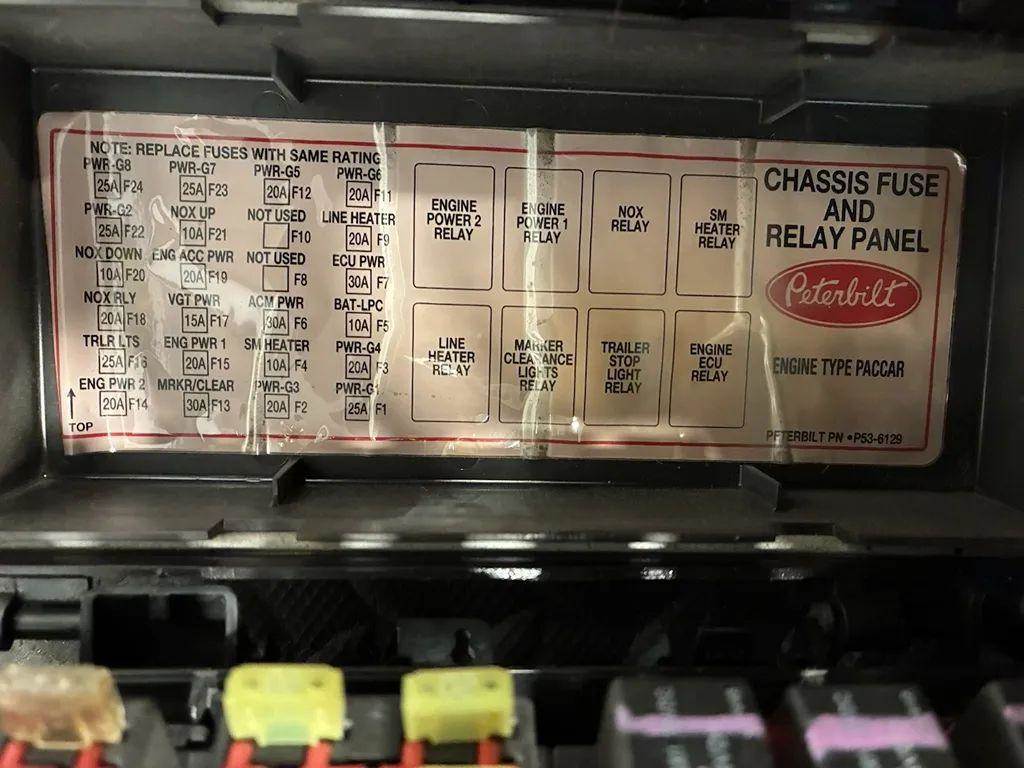 NOTE: REPLACE FUSES WITH SAME RATING
PWR-G8 PWR-G7 PWR-G5 PWR-G6
25A F24 25A F23 20A F12 20A F11
PWR-G2 NOX UP NOT USED LINE HEATER
25A F22 10A F21 F10 20A F9
NOX DOWN ENG ACC PWR NOT USED ECU PWR
10A F20 20A F19 F8 30A F7
NOX RLY VGT PWR ACM PWR BAT-LPC
20A F18 15A F17 30A F6 10A F5
TRLR LTS ENG PWR 1 SM HEATER PWR-G4
25A F16 20A F15 10A F4 20A F3
ENG PWR 2 MRKR/CLEAR PWR-G3 PWR-G1
20A F14 30A F13 20A F2 25A F1
TOP
ENGINE
POWER 2
RELAY
ENGINE
POWER 1
RELAY
NOX
RELAY
SM
HEATER
RELAY
LINE
HEATER
RELAY
MARKER
CLEARANCE
LIGHTS
RELAY
TRAILER
STOP
LIGHT
RELAY
ENGINE
ECU
RELAY
CHASSIS FUSE
AND
RELAY PANEL
Peterbilt
ENGINE TYPE PACCAR
PETERBILT PN •P53-6129